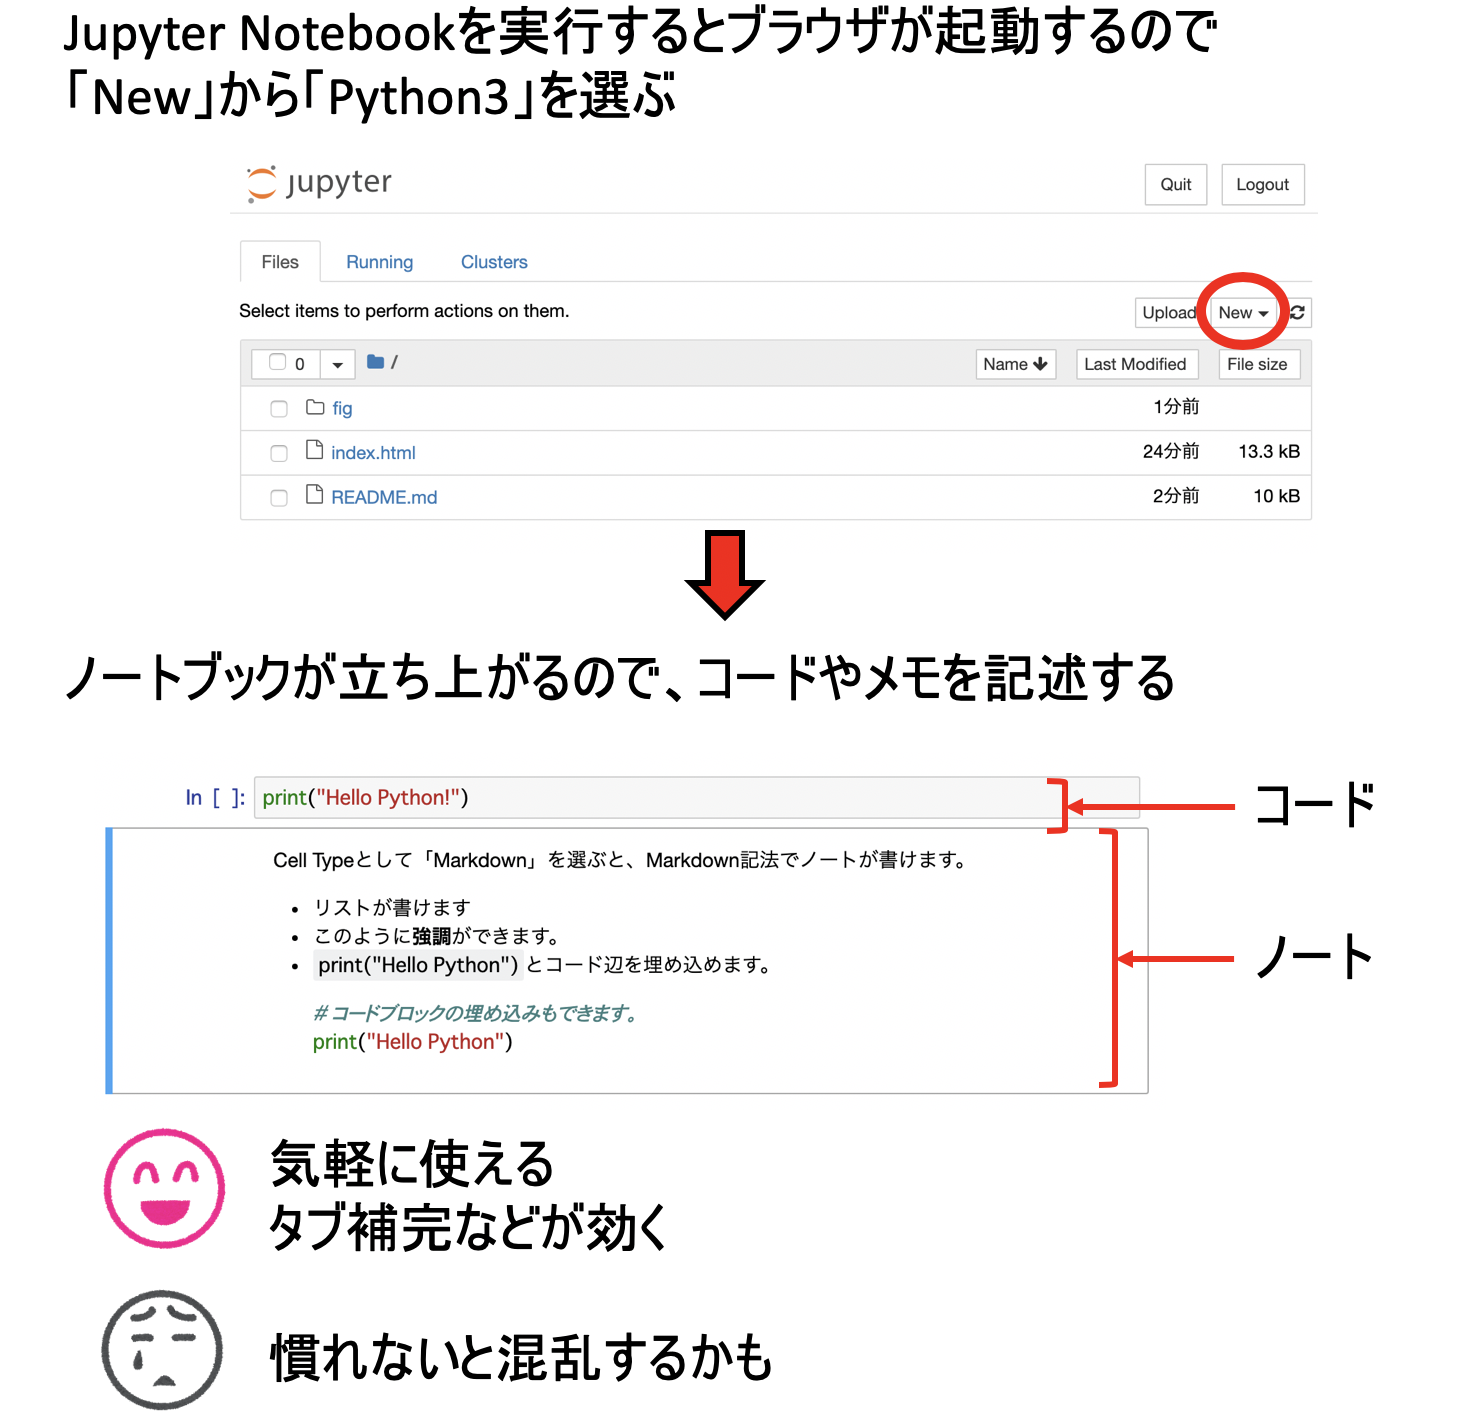 Jupyter Notebookを実行するとブラウザが起動するので
「New」から「Python3」を選ぶ
jupyter
Quit Logout
Files Running Clusters
Select items to perform actions on them.
Upload New
0 / Name Last Modified File size
fig 1分前
index.html 24分前 13.3 kB
README.md 2分前 10 kB
ノートブックが立ち上がるので、コードやメモを記述する
In [ ]: print("Hello Python!")
コード
Cell Typeとして「Markdown」を選ぶと、Markdown記法でノートが書けます。
• リストが書けます
• このように強調ができます。
• print("Hello Python") とコード辺を埋め込めます。
ノート
# コードブロックの埋め込みもできます。
print("Hello Python")
気軽に使える
タブ補完などが効く
慣れないと混乱するかも